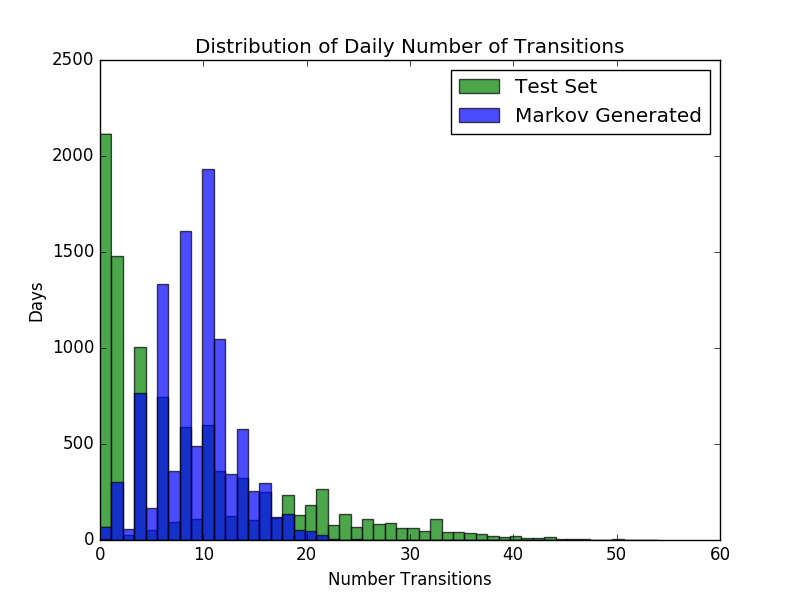 Distribution of Daily Number of Transitions
Test Set
Markov Generated
2500
2000
1500
1000
500
0
Days
0 10 20 30 40 50 60
Number Transitions